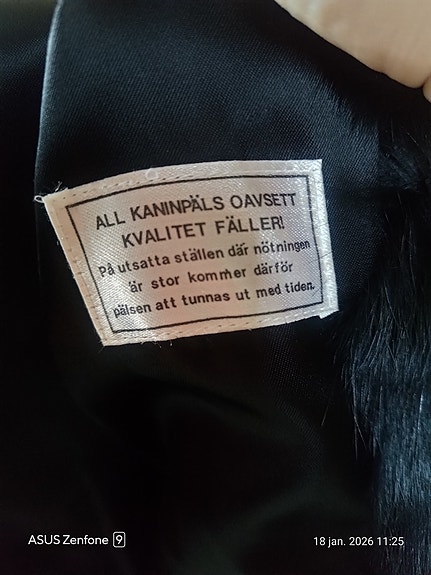 ALL KANINPÄLS OAVSETT
KVALITET FÄLLER!
På utsatta ställen där nötningen
är stor kommer därför
pälsen att tunnas ut med tiden.
ASUS Zenfone 9
18 jan. 2026 11:25